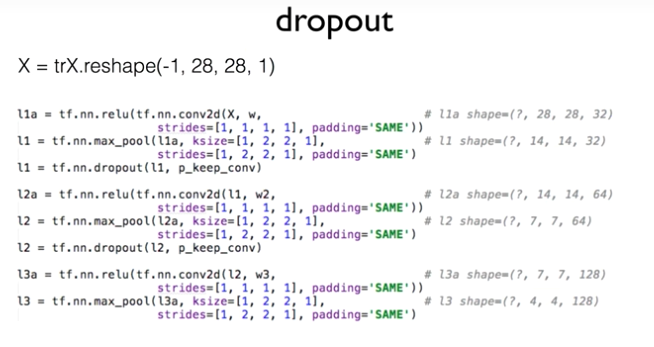 dropout
X = trX.reshape(-1, 28, 28, 1)
l1a = tf.nn.relu(tf.nn.conv2d(X, w, # l1a shape=(?, 28, 28, 32)
strides=[1, 1, 1, 1], padding='SAME'))
l1 = tf.nn.max_pool(l1a, ksize=[1, 2, 2, 1], # l1 shape=(?, 14, 14, 32)
strides=[1, 2, 2, 1], padding='SAME')
l1 = tf.nn.dropout(l1, p_keep_conv)
l2a = tf.nn.relu(tf.nn.conv2d(l1, w2, # l2a shape=(?, 14, 14, 64)
strides=[1, 1, 1, 1], padding='SAME'))
l2 = tf.nn.max_pool(l2a, ksize=[1, 2, 2, 1], # l2 shape=(?, 7, 7, 64)
strides=[1, 2, 2, 1], padding='SAME')
l2 = tf.nn.dropout(l2, p_keep_conv)
l3a = tf.nn.relu(tf.nn.conv2d(l2, w3, # l3a shape=(?, 7, 7, 128)
strides=[1, 1, 1, 1], padding='SAME'))
l3 = tf.nn.max_pool(l3a, ksize=[1, 2, 2, 1], # l3 shape=(?, 4, 4, 128)
strides=[1, 2, 2, 1], padding='SAME')